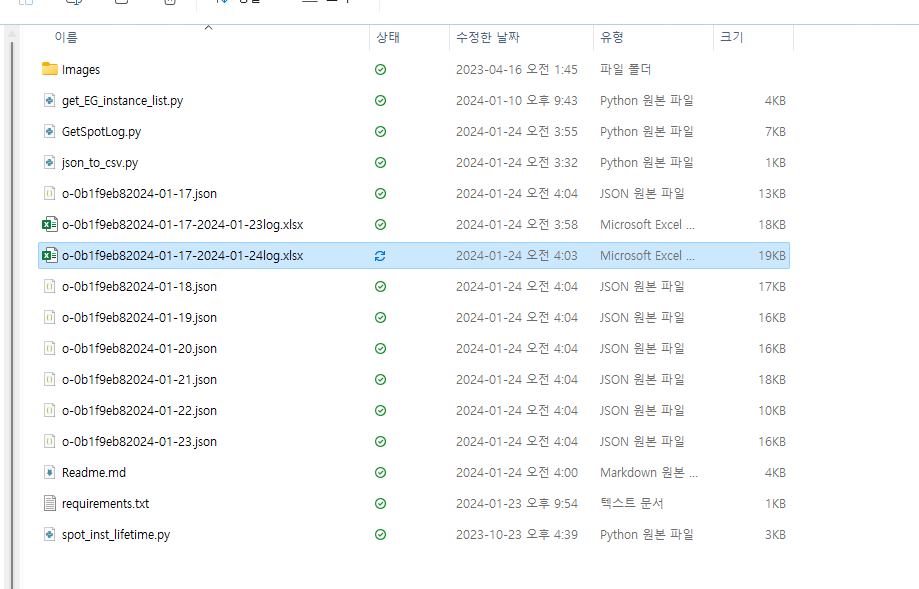 이름 상태 수정한 날짜 유형 크기
Images 2023-04-16 오전 1:45 파일 폴더
get_EG_instance_list.py 2024-01-10 오후 9:43 Python 원본 파일 4KB
GetSpotLog.py 2024-01-24 오전 3:55 Python 원본 파일 7KB
json_to_csv.py 2024-01-24 오전 3:32 Python 원본 파일 1KB
o-0b1f9eb82024-01-17.json 2024-01-24 오전 4:04 JSON 원본 파일 13KB
o-0b1f9eb82024-01-17-2024-01-23log.xlsx 2024-01-24 오전 3:58 Microsoft Excel ... 18KB
o-0b1f9eb82024-01-17-2024-01-24log.xlsx 2024-01-24 오전 4:03 Microsoft Excel ... 19KB
o-0b1f9eb82024-01-18.json 2024-01-24 오전 4:04 JSON 원본 파일 17KB
o-0b1f9eb82024-01-19.json 2024-01-24 오전 4:04 JSON 원본 파일 16KB
o-0b1f9eb82024-01-20.json 2024-01-24 오전 4:04 JSON 원본 파일 16KB
o-0b1f9eb82024-01-21.json 2024-01-24 오전 4:04 JSON 원본 파일 18KB
o-0b1f9eb82024-01-22.json 2024-01-24 오전 4:04 JSON 원본 파일 10KB
o-0b1f9eb82024-01-23.json 2024-01-24 오전 4:04 JSON 원본 파일 16KB
Readme.md 2024-01-24 오전 4:00 Markdown 원본 ... 4KB
requirements.txt 2024-01-23 오후 9:54 텍스트 문서 1KB
spot_inst_lifetime.py 2023-10-23 오후 4:39 Python 원본 파일 3KB